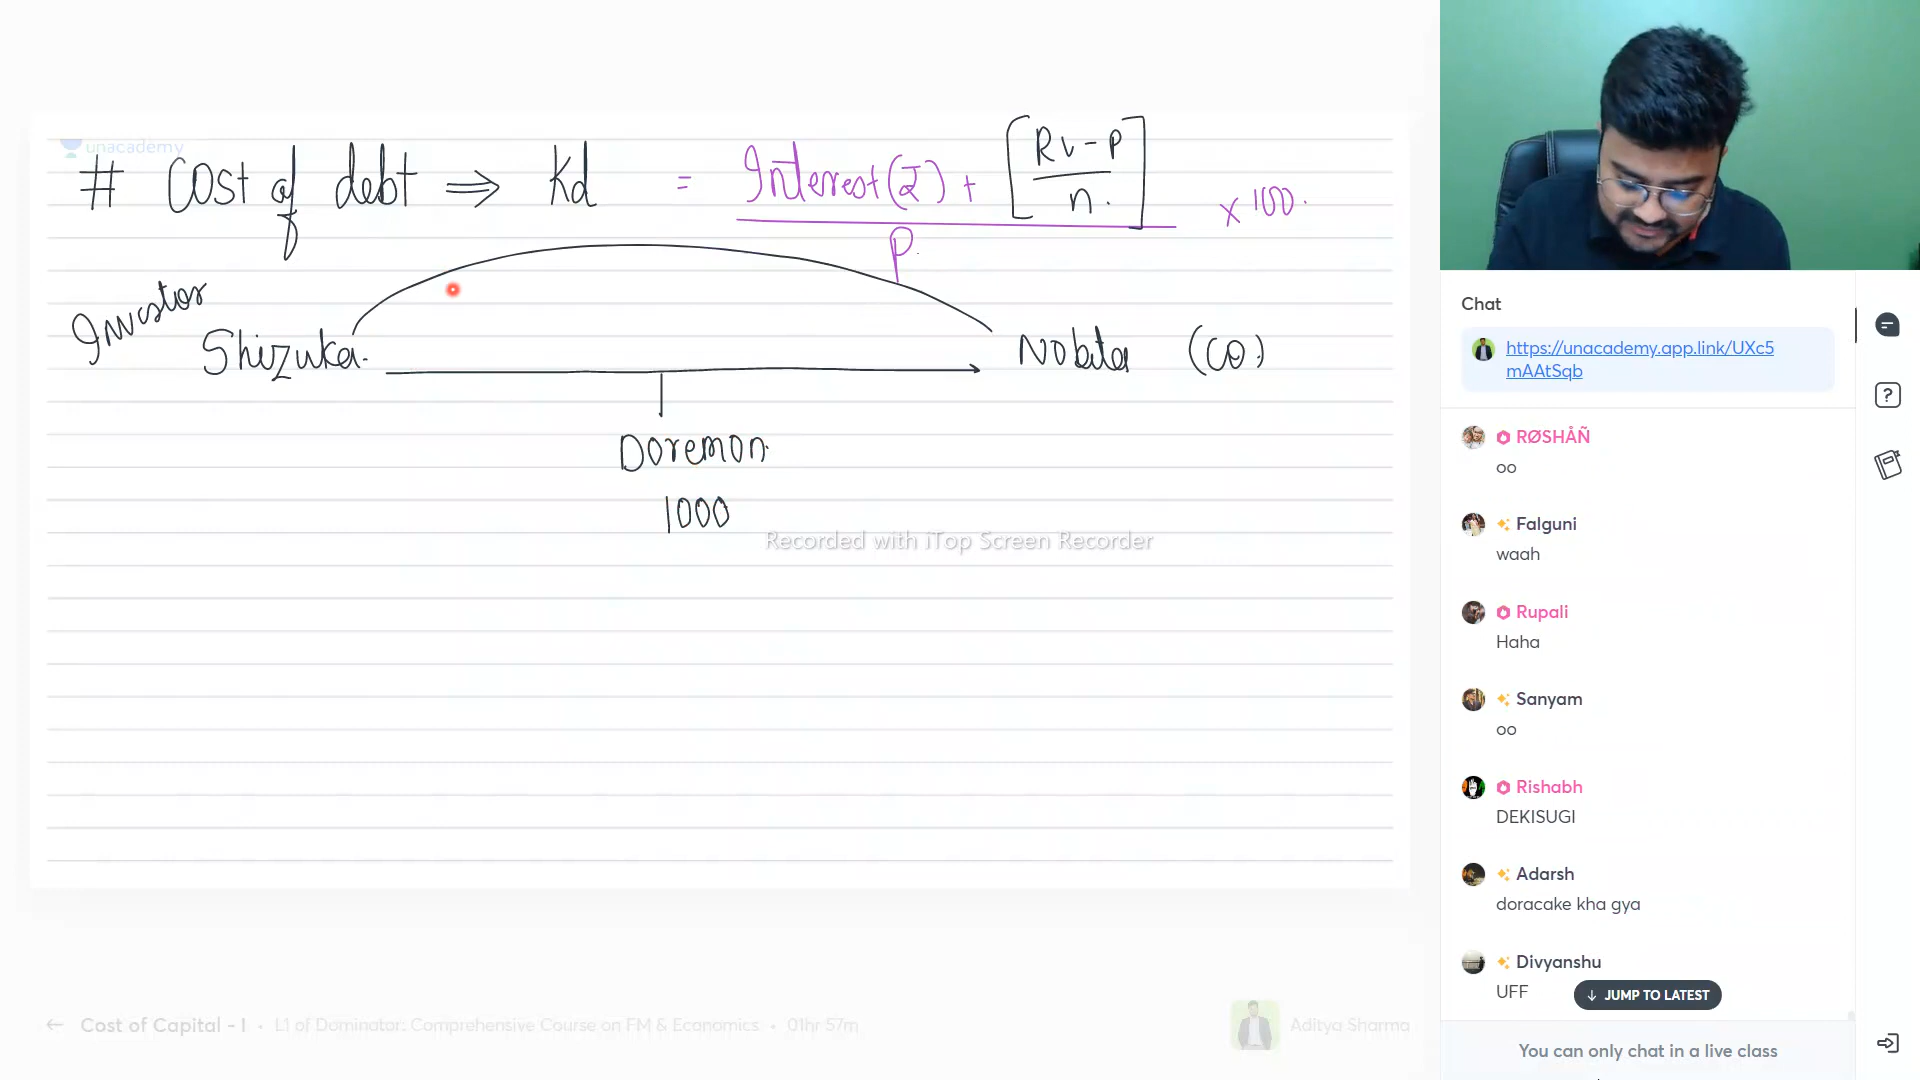 unacademy
# Cost of debt ⇒ Kd = Interest(₹) + [Rv-P / n.] / P. × 100.
Investor
Shizuka.
Nobita (CO.)
Doremon.
1000
Recorded with iTop Screen Recorder
← Cost of Capital - I • L1 of Dominator: Comprehensive Course on FM & Economics • 01hr 57m
Aditya Sharma
Chat
https://unacademy.app.link/UXc5
mAAtSqb
RØSHÅÑ
oo
Falguni
waah
Rupali
Haha
Sanyam
oo
Rishabh
DEKISUGI
Adarsh
doracake kha gya
Divyanshu
UFF
↓ JUMP TO LATEST
You can only chat in a live class